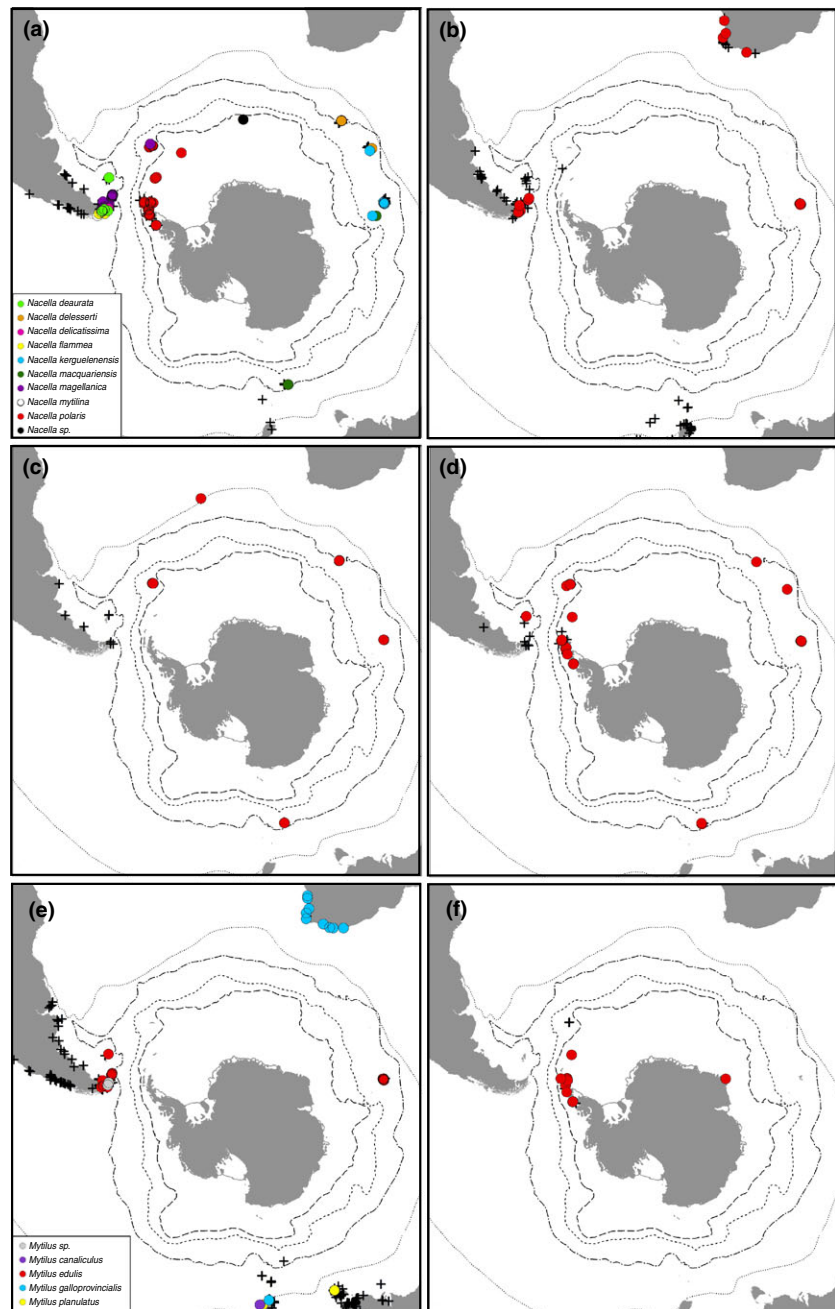 (a)
Nacella deaurata
Nacella delesserti
Nacella delicatissima
Nacella flammea
Nacella kerguelenensis
Nacella macquariensis
Nacella magellanica
Nacella mytilina
Nacella polaris
Nacella sp.
(b)
(c)
(d)
(e)
Mytilus sp.
Mytilus canaliculus
Mytilus edulis
Mytilus galloprovincialis
Mytilus planulatus
(f)